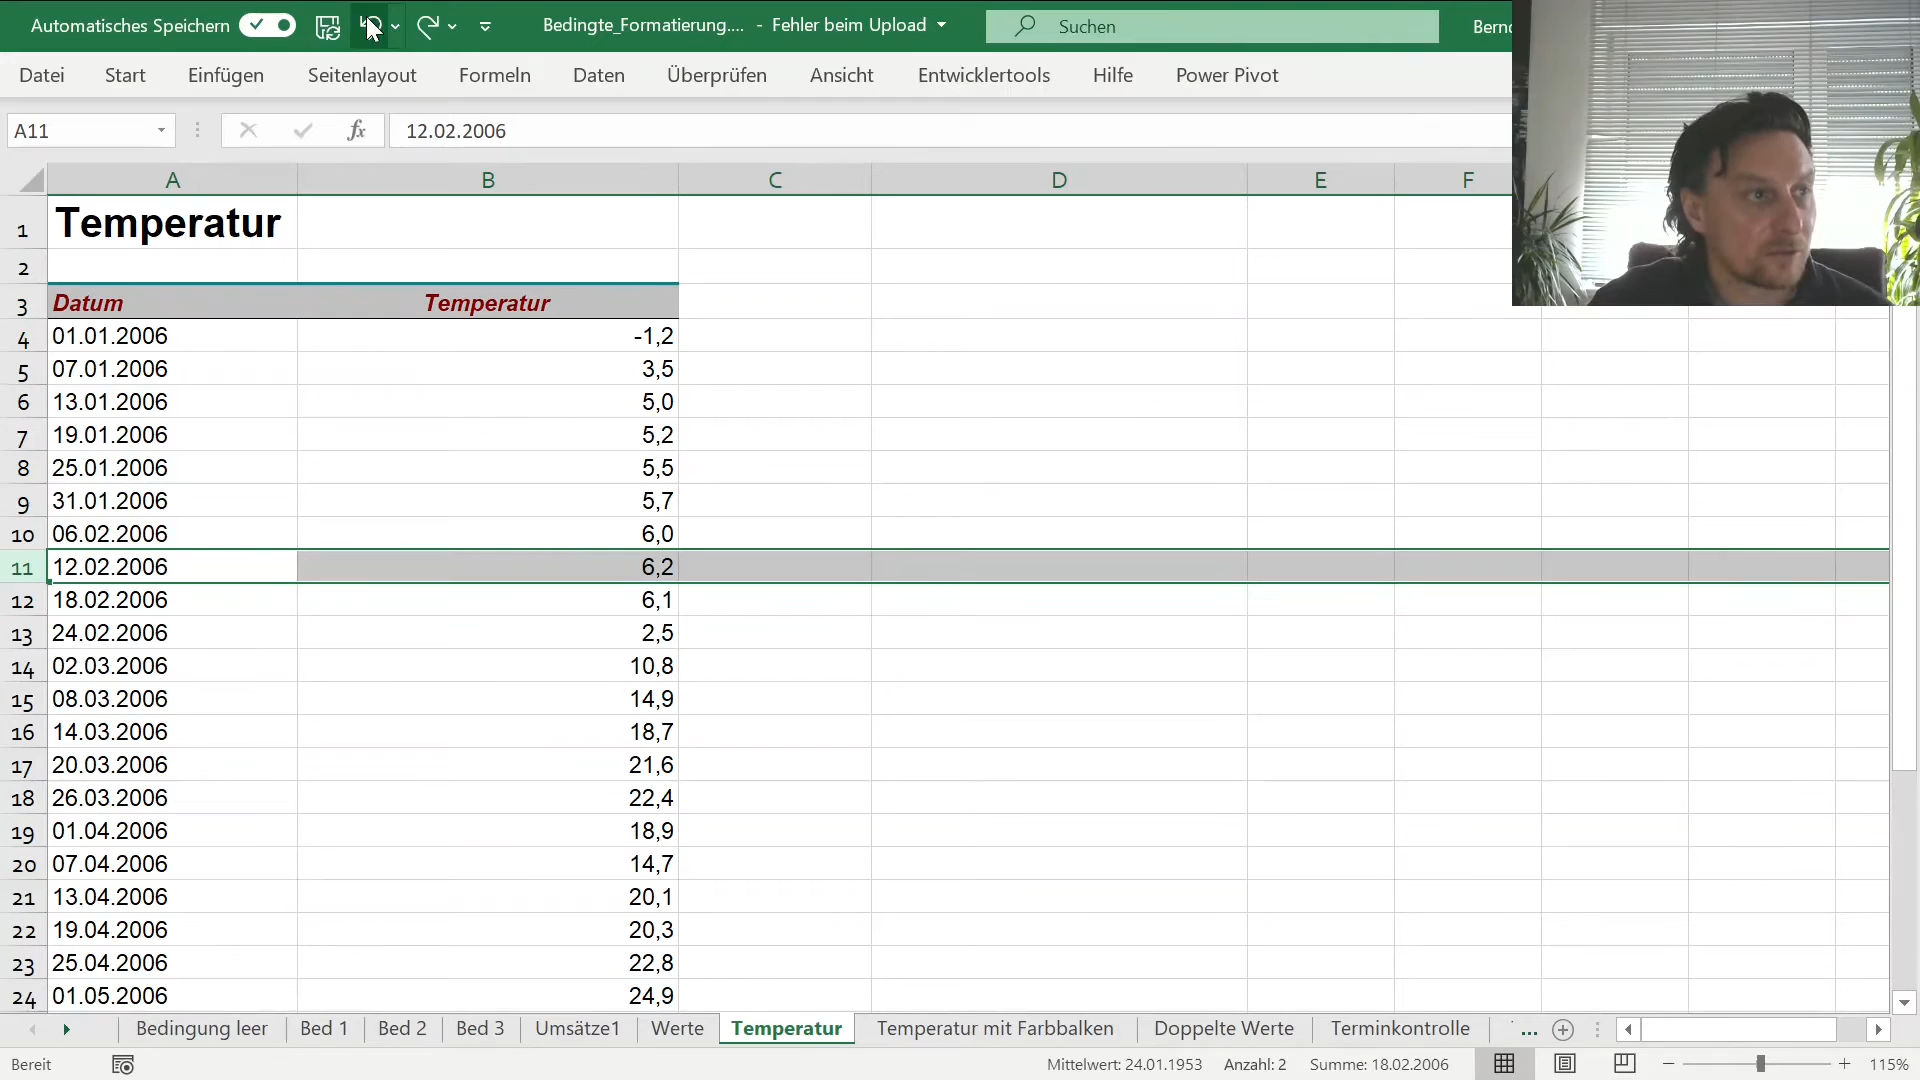 Automatisches Speichern
Bedingte_Formatierung.... - Fehler beim Upload
Suchen
Bernd
Datei Start Einfügen Seitenlayout Formeln Daten Überprüfen Ansicht Entwicklertools Hilfe Power Pivot
A11 fx 12.02.2006
A B C D E F
1 Temperatur
2
3 Datum Temperatur
4 01.01.2006 -1,2
5 07.01.2006 3,5
6 13.01.2006 5,0
7 19.01.2006 5,2
8 25.01.2006 5,5
9 31.01.2006 5,7
10 06.02.2006 6,0
11 12.02.2006 6,2
12 18.02.2006 6,1
13 24.02.2006 2,5
14 02.03.2006 10,8
15 08.03.2006 14,9
16 14.03.2006 18,7
17 20.03.2006 21,6
18 26.03.2006 22,4
19 01.04.2006 18,9
20 07.04.2006 14,7
21 13.04.2006 20,1
22 19.04.2006 20,3
23 25.04.2006 22,8
24 01.05.2006 24,9
Bedingung leer Bed 1 Bed 2 Bed 3 Umsätze1 Werte Temperatur Temperatur mit Farbbalken Doppelte Werte Terminkontrolle ...
Bereit Mittelwert: 24.01.1953 Anzahl: 2 Summe: 18.02.2006 115%